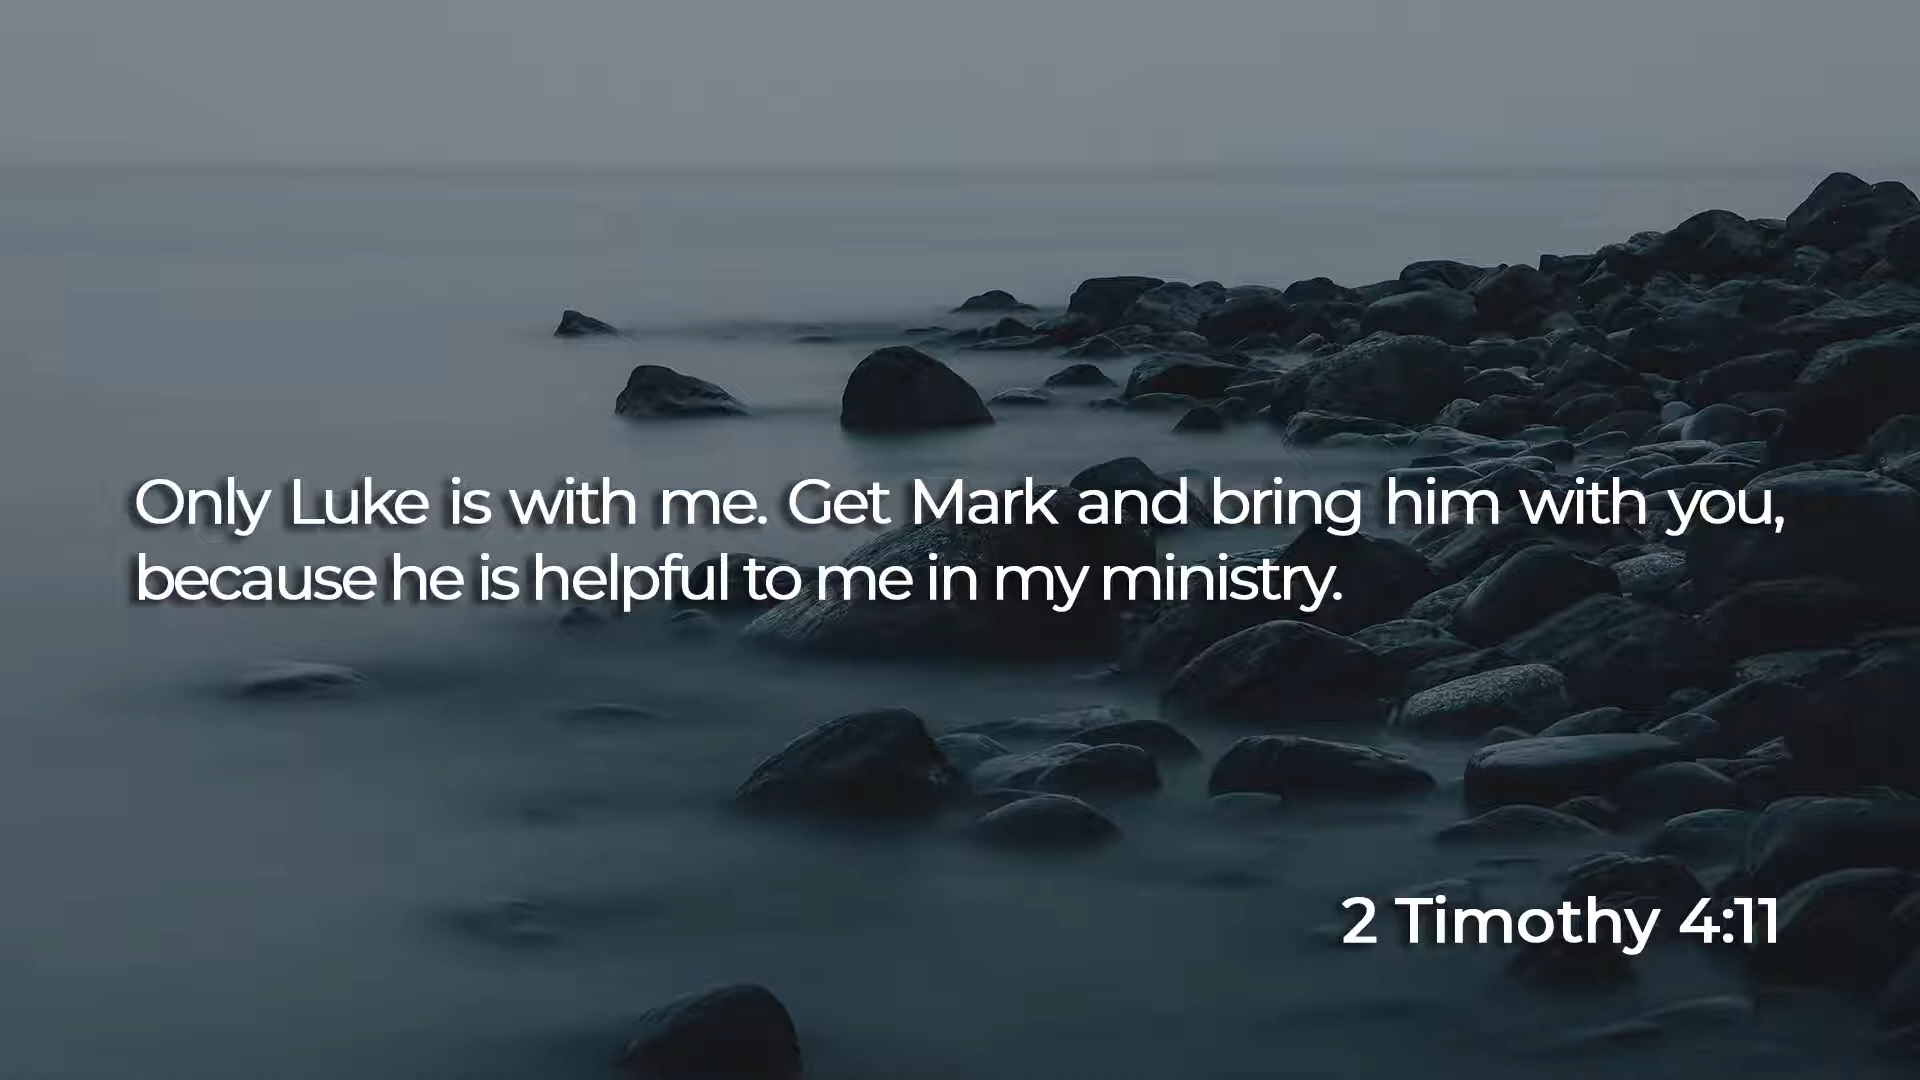 Only Luke is with me. Get Mark and bring him with you,
because he is helpful to me in my ministry.
2 Timothy 4:11